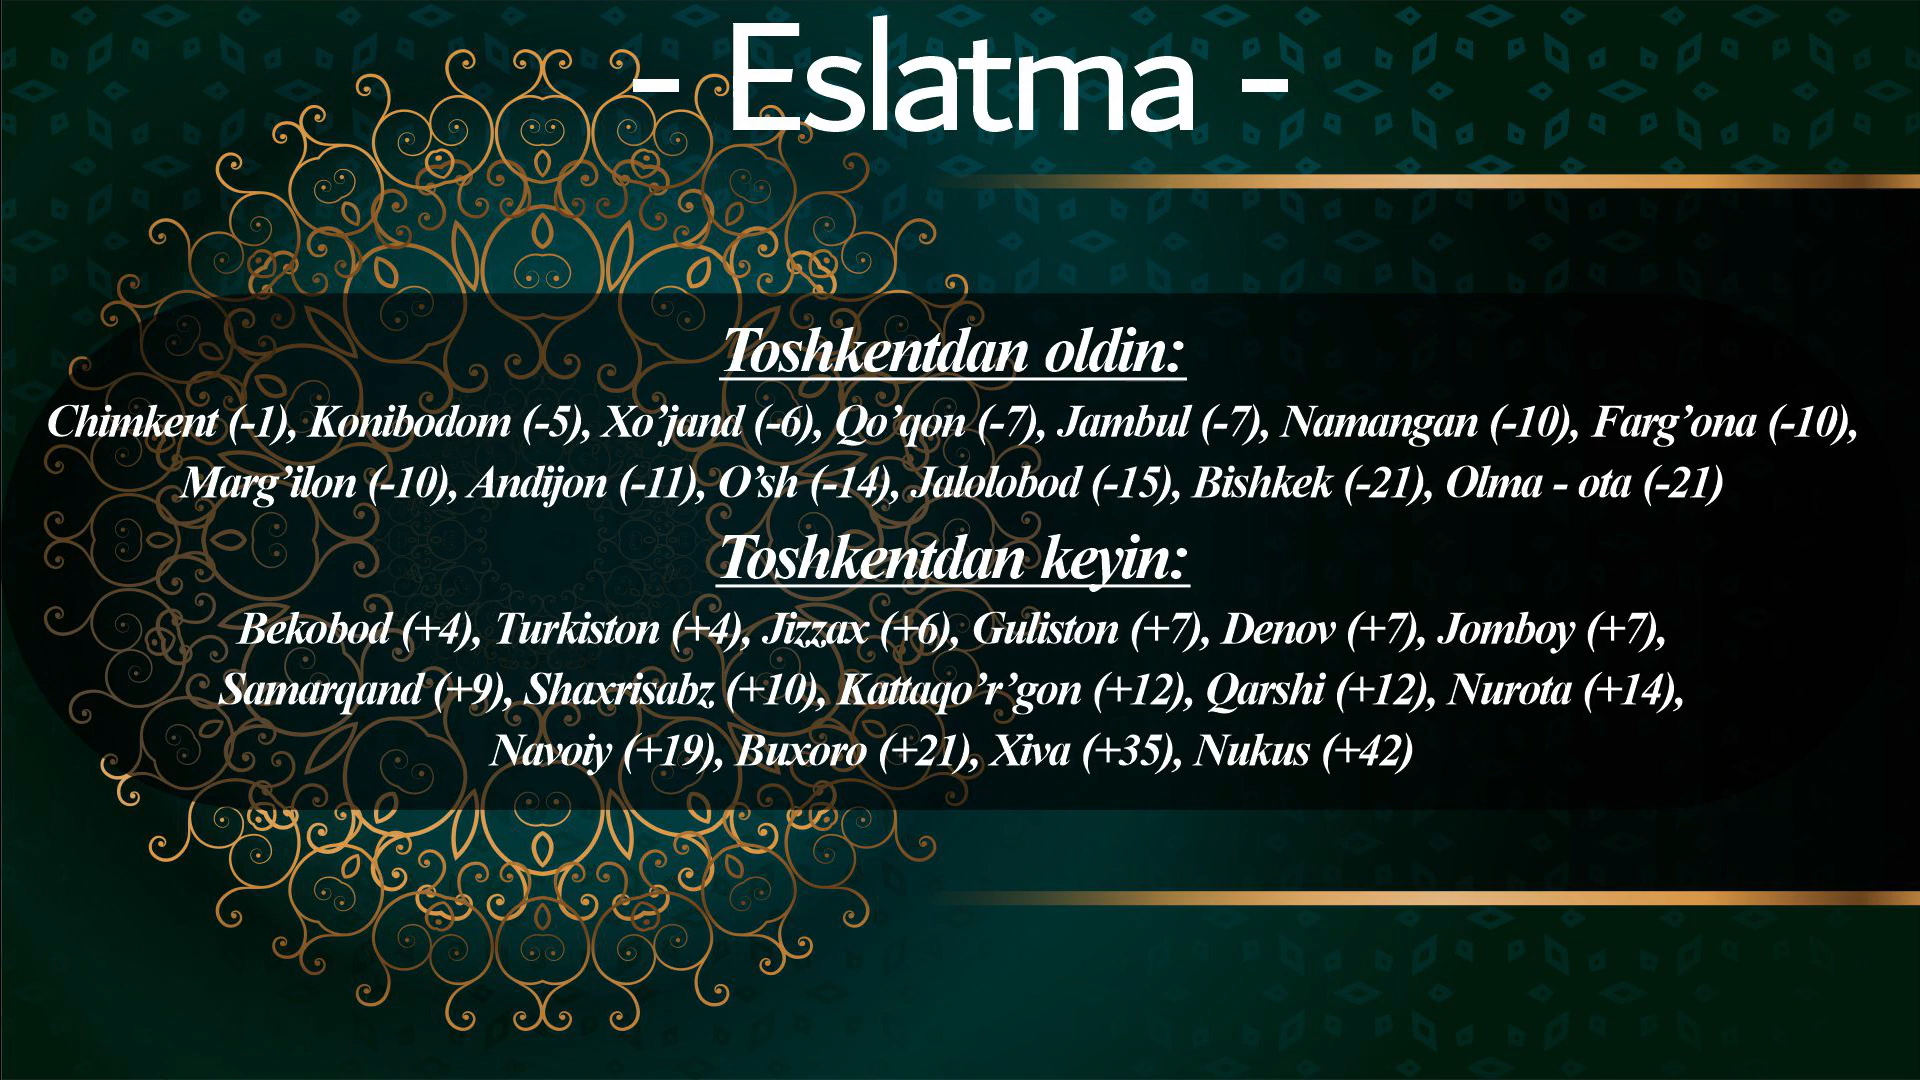 - Eslatma -
Toshkentdan oldin:
Chimkent (-1), Konibodom (-5), Xo’jand (-6), Qo’qon (-7), Jambul (-7), Namangan (-10), Farg’ona (-10),
Marg’ilon (-10), Andijon (-11), O’sh (-14), Jalolobod (-15), Bishkek (-21), Olma - ota (-21)
Toshkentdan keyin:
Bekobod (+4), Turkiston (+4), Jizzax (+6), Guliston (+7), Denov (+7), Jomboy (+7),
Samarqand (+9), Shaxrisabz (+10), Kattaqo’r’gon (+12), Qarshi (+12), Nurota (+14),
Navoiy (+19), Buxoro (+21), Xiva (+35), Nukus (+42)